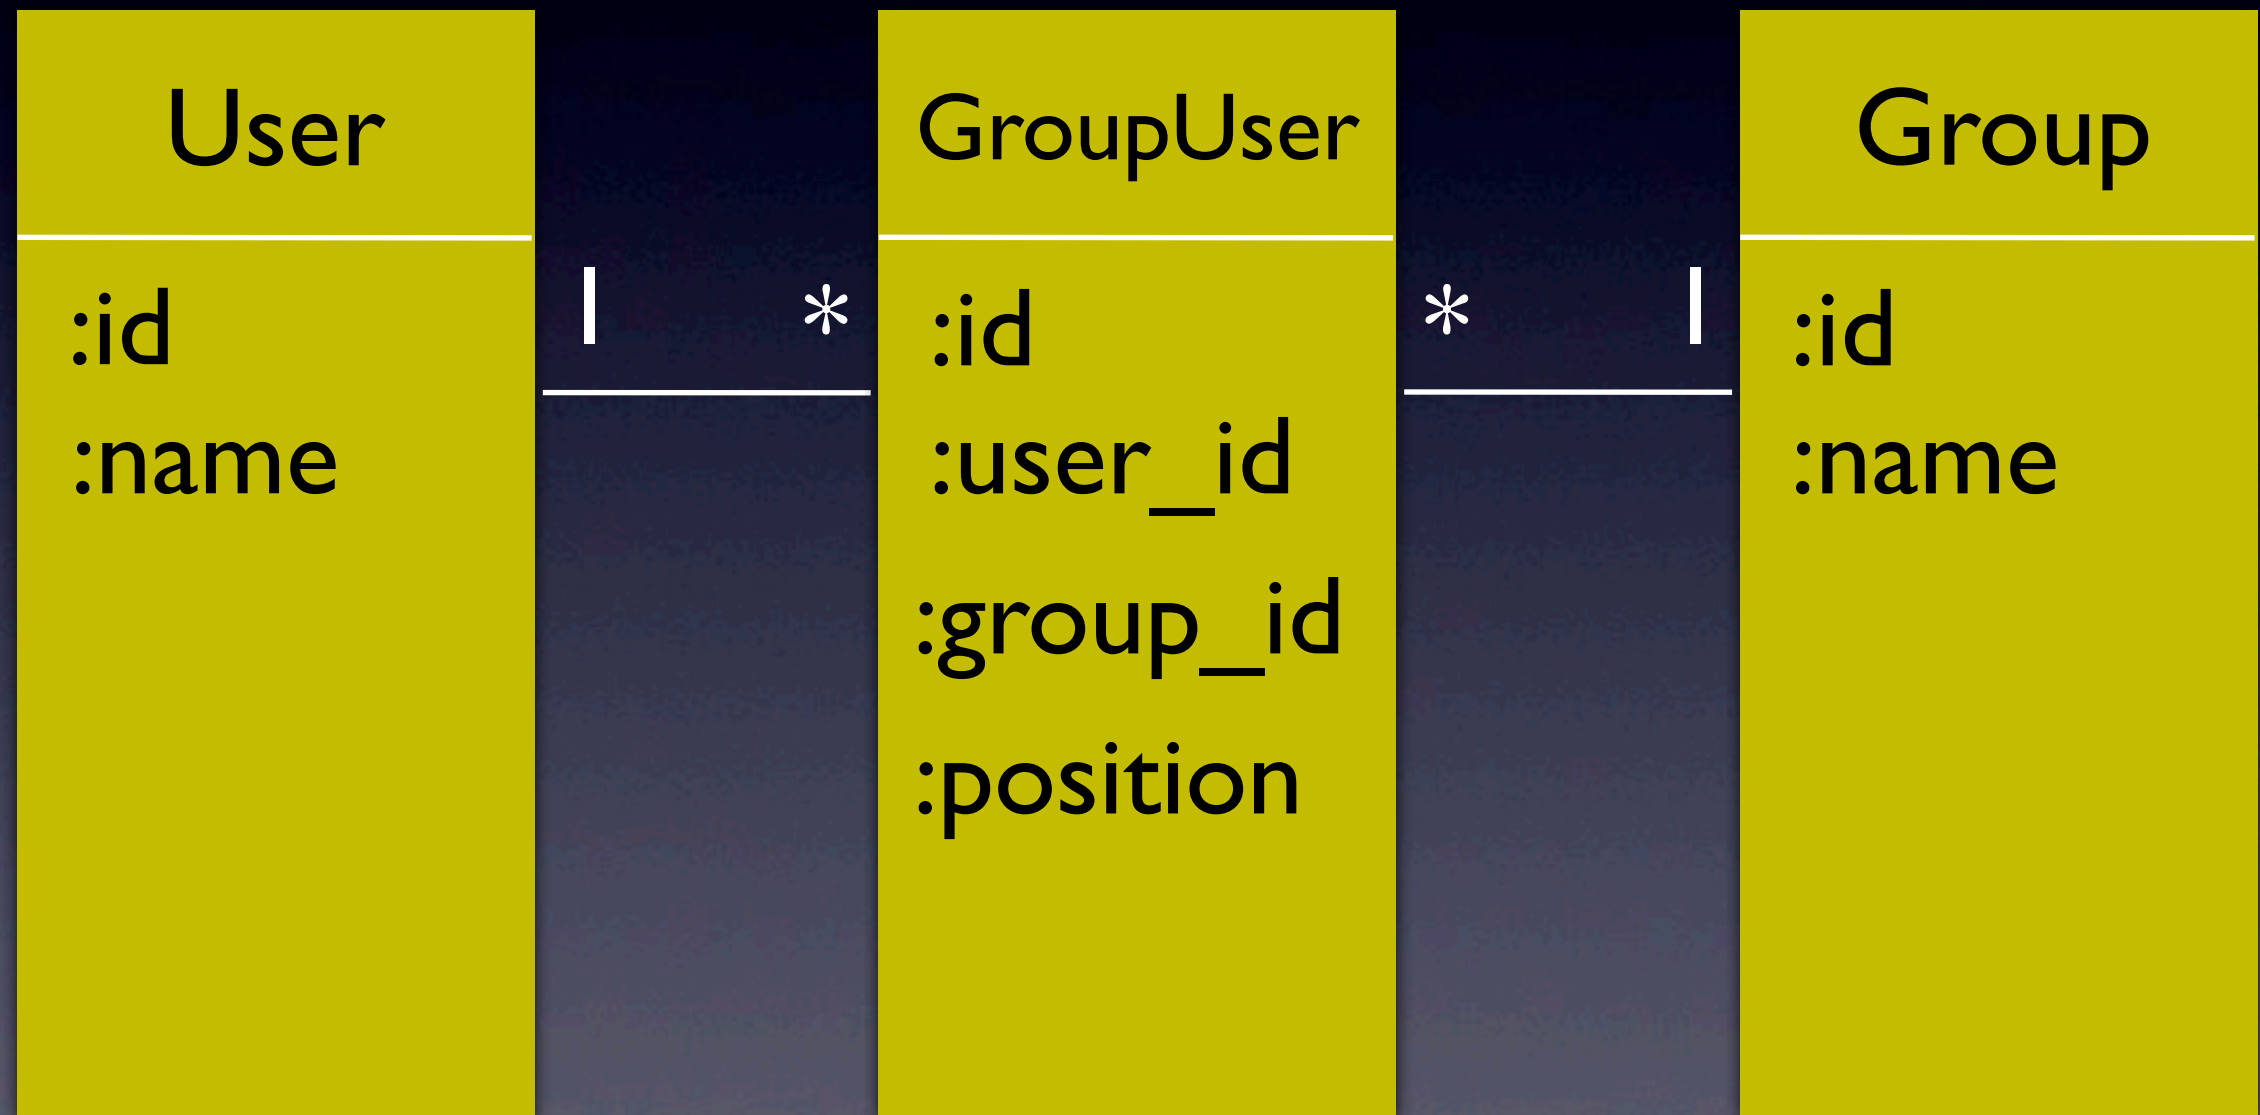 User
:id
:name
1 *
GroupUser
:id
:user_id
:group_id
:position
* 1
Group
:id
:name